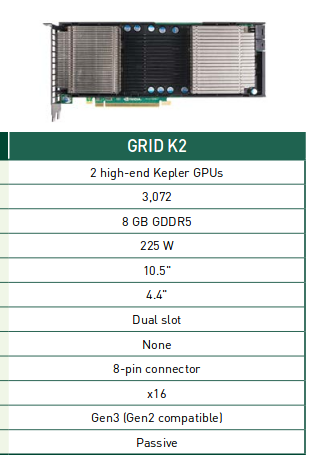 GRID K2
2 high-end Kepler GPUs
3,072
8 GB GDDR5
225 W
10.5"
4.4"
Dual slot
None
8-pin connector
x16
Gen3 (Gen2 compatible)
Passive